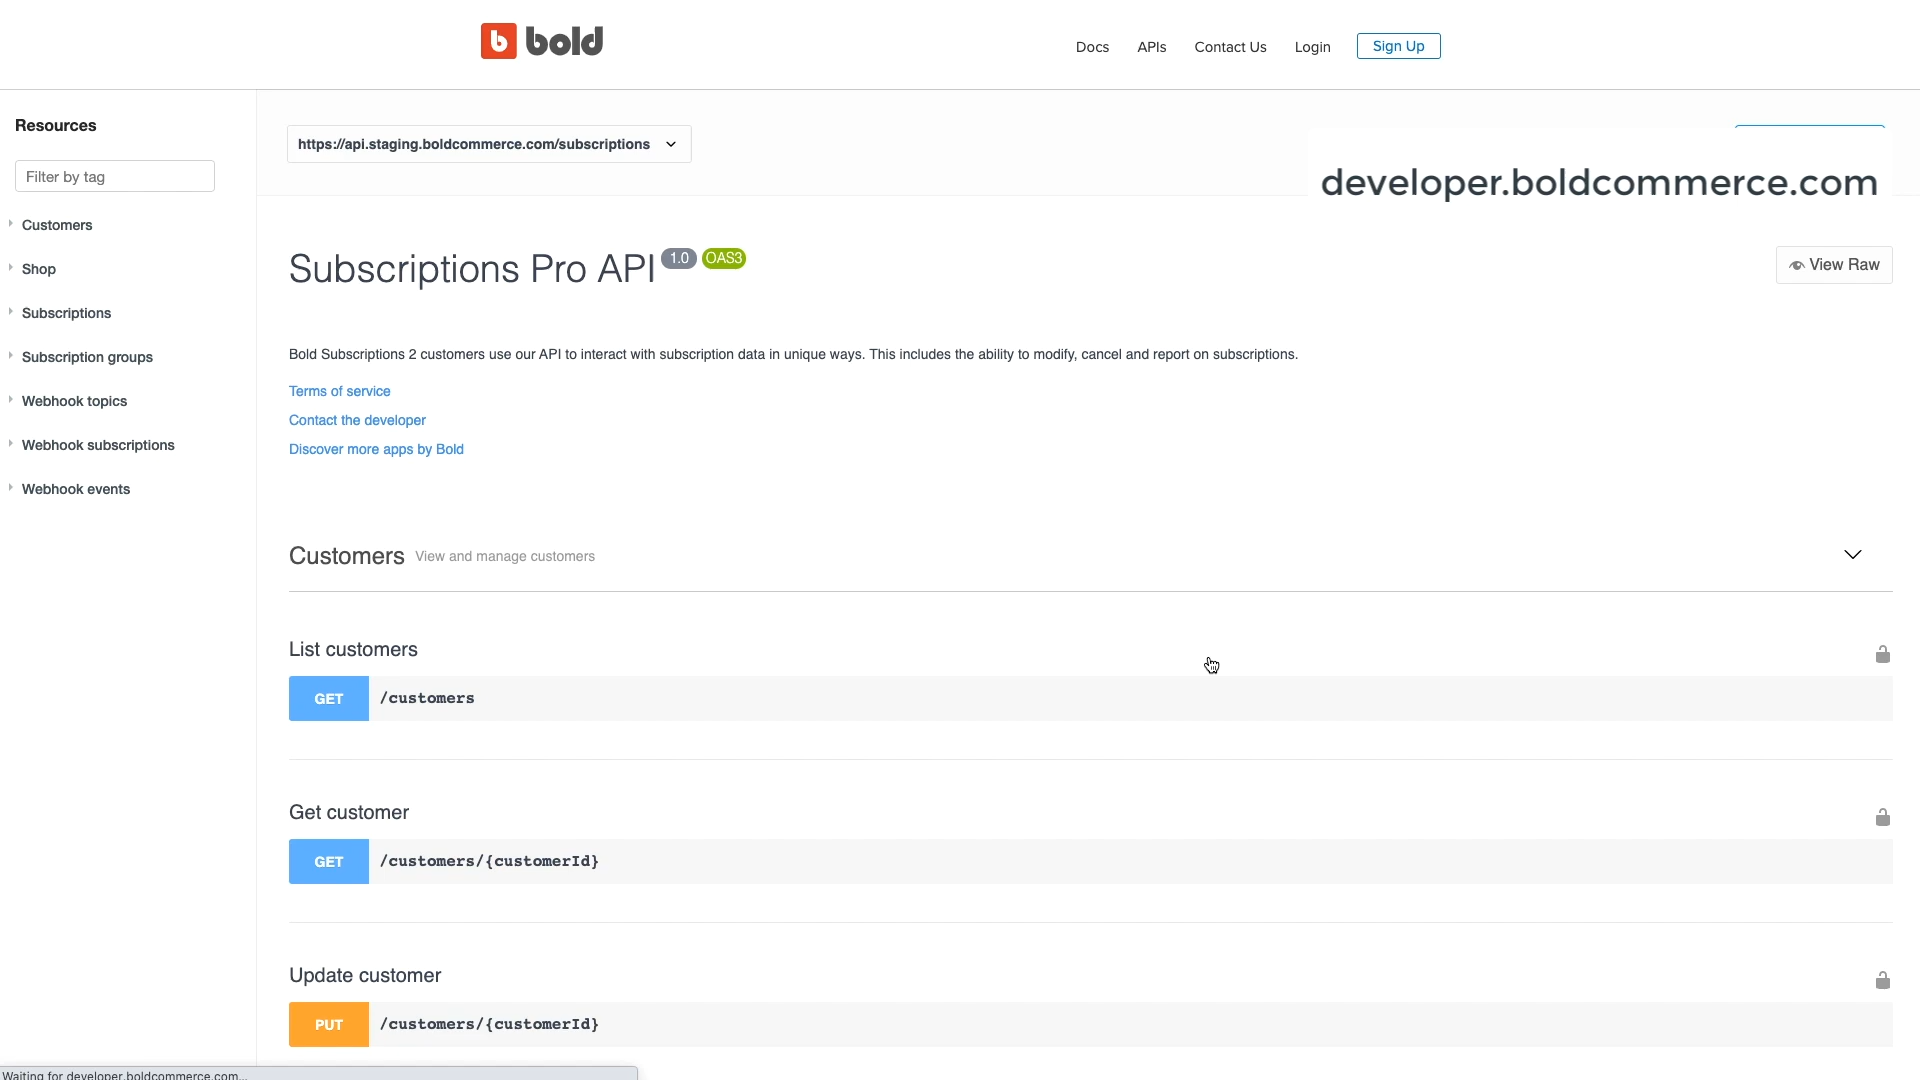 b bold
Docs
APIs
Contact Us
Login
Sign Up
Resources
Filter by tag
Customers
Shop
Subscriptions
Subscription groups
Webhook topics
Webhook subscriptions
Webhook events
https://api.staging.boldcommerce.com/subscriptions
developer.boldcommerce.com
Subscriptions Pro API 1.0 OAS3
View Raw
Bold Subscriptions 2 customers use our API to interact with subscription data in unique ways. This includes the ability to modify, cancel and report on subscriptions.
Terms of service
Contact the developer
Discover more apps by Bold
Customers View and manage customers
List customers
GET /customers
Get customer
GET /customers/{customerId}
Update customer
PUT /customers/{customerId}
Waiting for developer.boldcommerce.com...